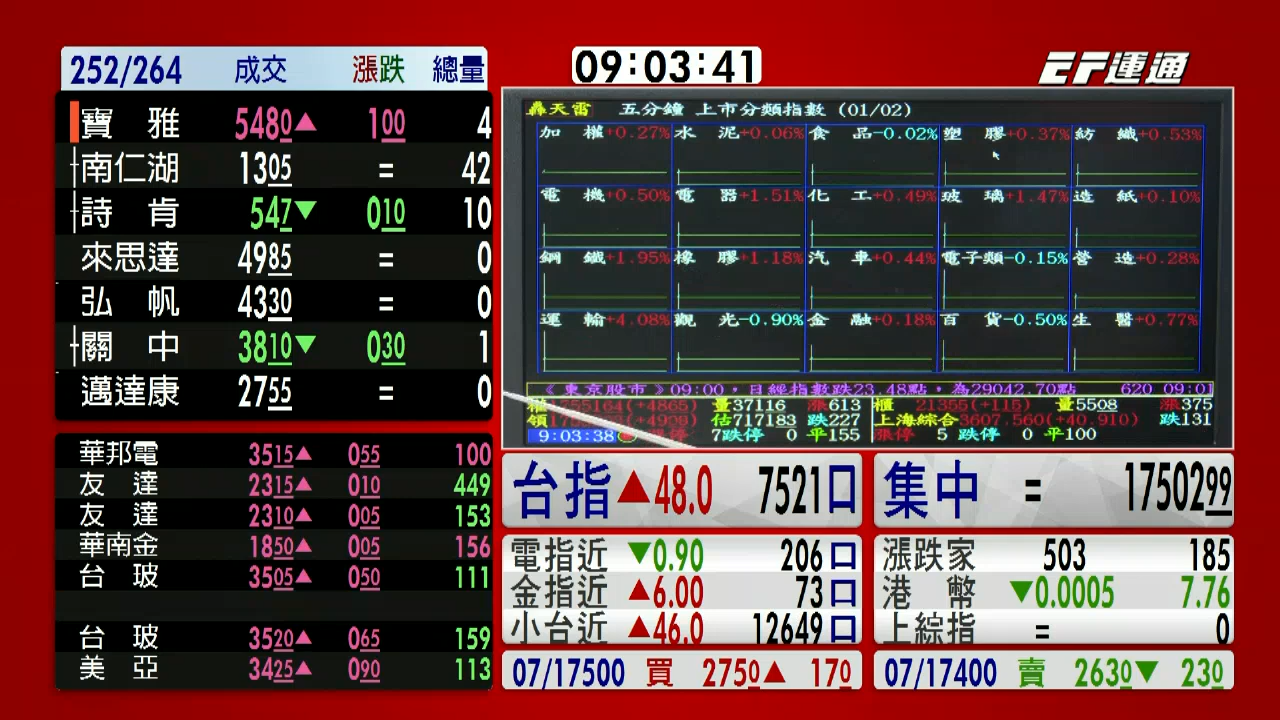 252/264 成交 漲跌 總量
寶雅 5480▲ 100 4
南仁湖 1305 = 42
詩肯 547▼ 010 10
來思達 4985 = 0
弘帆 4330 = 0
關中 3810▼ 030 1
邁達康 2755 = 0
華邦電 3515▲ 055 100
友達 2315▲ 010 449
友達 2310▲ 005 153
華南金 1850▲ 005 156
台玻 3505▲ 050 111
台玻 3520▲ 065 159
美亞 3425▲ 090 113
09:03:41
EF運通
轟天雷 五分鐘 上市分類指數 (01/02)
加權+0.27% 水泥+0.06% 食品-0.02% 塑膠+0.37% 紡織+0.53%
電機+0.50% 電器+1.51% 化工+0.49% 玻璃+1.47% 造紙+0.10%
鋼鐵+1.95% 橡膠+1.18% 汽車+0.44% 電子類-0.15% 營造+0.28%
運輸+4.08% 觀光-0.90% 金融+0.18% 百貨-0.50% 生醫+0.77%
《東京股市》09:00,日經指數跌23.48點,為29042.70點 620 09:01
權1755164(+4865) 量37116 漲613 櫃 21355(+115) 量5508 漲375
領 估717183 跌227 上海綜合3607.560(+40.910) 跌131
9:03:38 7跌停 0 平155 漲停 5 跌停 0 平100
台指▲48.0 7521口
集中 = 1750299
電指近▼0.90 206口
金指近▲6.00 73口
小台近▲46.0 12649口
漲跌家 503 185
港幣▼0.0005 7.76
上綜指 = 0
07/17500 買 2750▲ 170
07/17400 賣 2630▼ 230